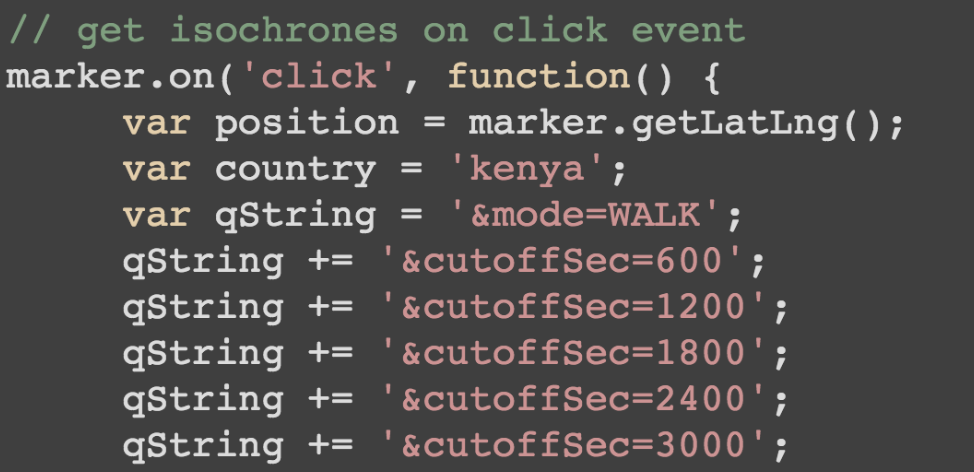 // get isochrones on click event
marker.on('click', function() {
var position = marker.getLatLng();
var country = 'kenya';
var qString = '&mode=WALK';
qString += '&cutoffSec=600';
qString += '&cutoffSec=1200';
qString += '&cutoffSec=1800';
qString += '&cutoffSec=2400';
qString += '&cutoffSec=3000';